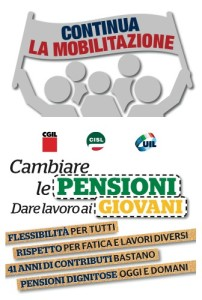 CONTINUA
LA MOBILITAZIONE
CGIL
CISL
UIL
Cambiare
le PENSIONI
Dare lavoro ai GIOVANI
FLESSIBILITÀ PER TUTTI
RISPETTO PER FATICA E LAVORI DIVERSI
41 ANNI DI CONTRIBUTI BASTANO
PENSIONI DIGNITOSE OGGI E DOMANI